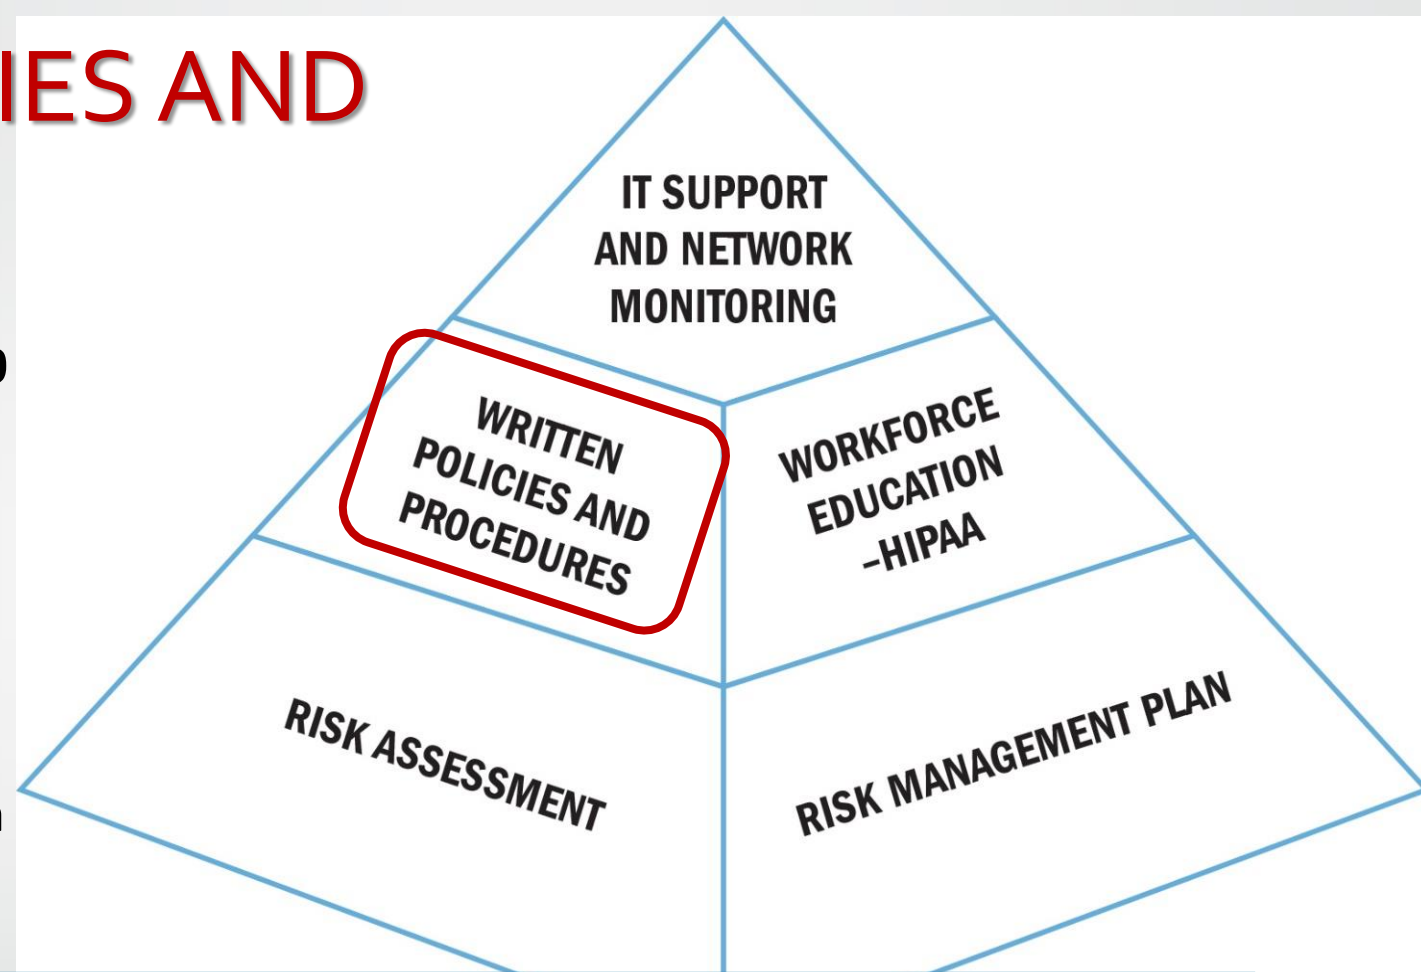 IES AND
IT SUPPORT
AND NETWORK
MONITORING
WRITTEN
POLICIES AND
PROCEDURES
WORKFORCE
EDUCATION
–HIPAA
RISK ASSESSMENT
RISK MANAGEMENT PLAN